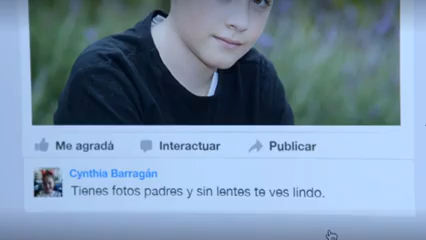 Me agradá Interactuar Publicar
Cynthia Barragán
Tienes fotos padres y sin lentes te ves lindo.